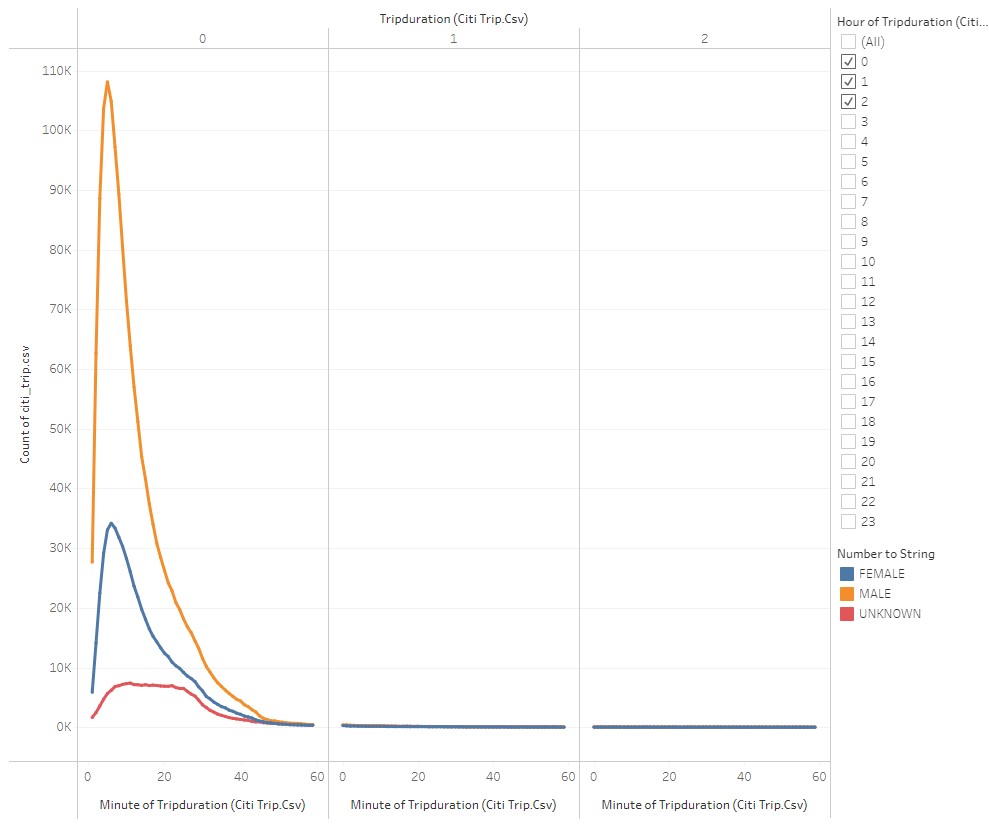 Tripduration (Citi Trip.Csv)
0 1 2
110K
100K
90K
80K
70K
60K
50K
40K
30K
20K
10K
0K
Count of citi_trip.csv
0 20 40 60 0 20 40 60 0 20 40 60
Minute of Tripduration (Citi Trip.Csv) Minute of Tripduration (Citi Trip.Csv) Minute of Tripduration (Citi Trip.Csv)
Hour of Tripduration (Citi...
(All)
0
1
2
3
4
5
6
7
8
9
10
11
12
13
14
15
16
17
18
19
20
21
22
23
Number to String
FEMALE
MALE
UNKNOWN